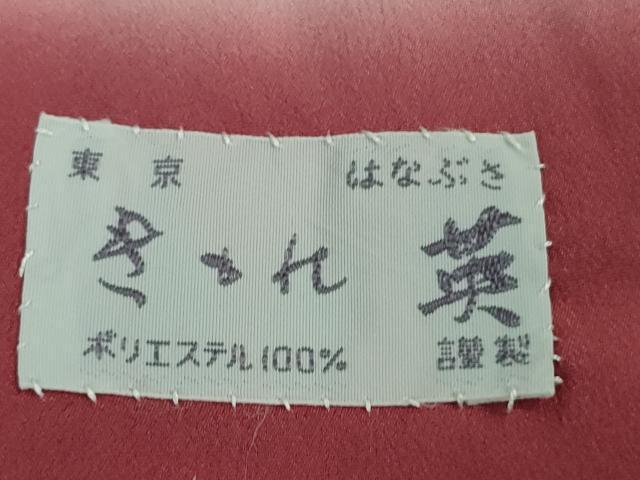 東京 はなぶさ
きもの 英
ポリエステル100% 謹製